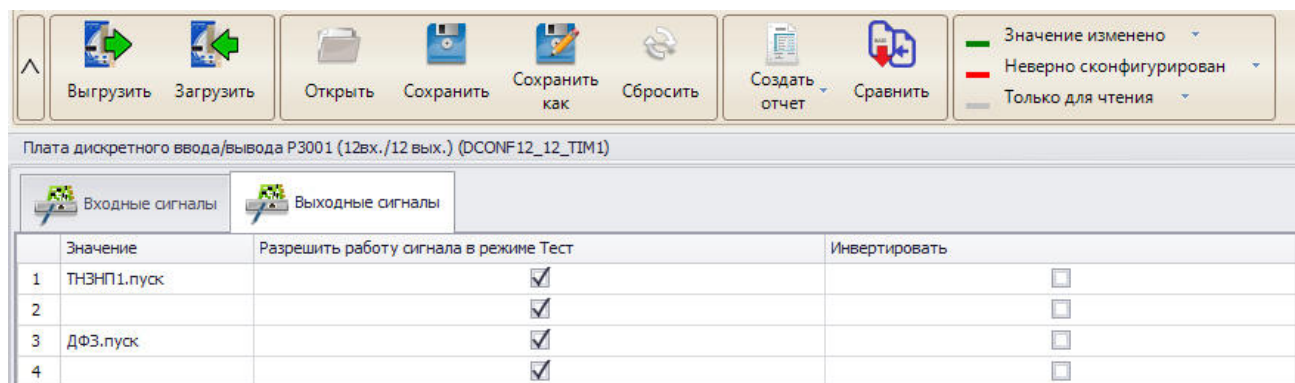 Выгрузить Загрузить Открыть Сохранить Сохранить как Сбросить Создать отчет Сравнить
Значение изменено
Неверно сконфигурирован
Только для чтения
Плата дискретного ввода/вывода P3001 (12вх./12 вых.) (DCONF12_12_TIM1)
Входные сигналы Выходные сигналы
Значение Разрешить работу сигнала в режиме Тест Инвертировать
1 ТНЗНП1.пуск
2
3 ДФЗ.пуск
4